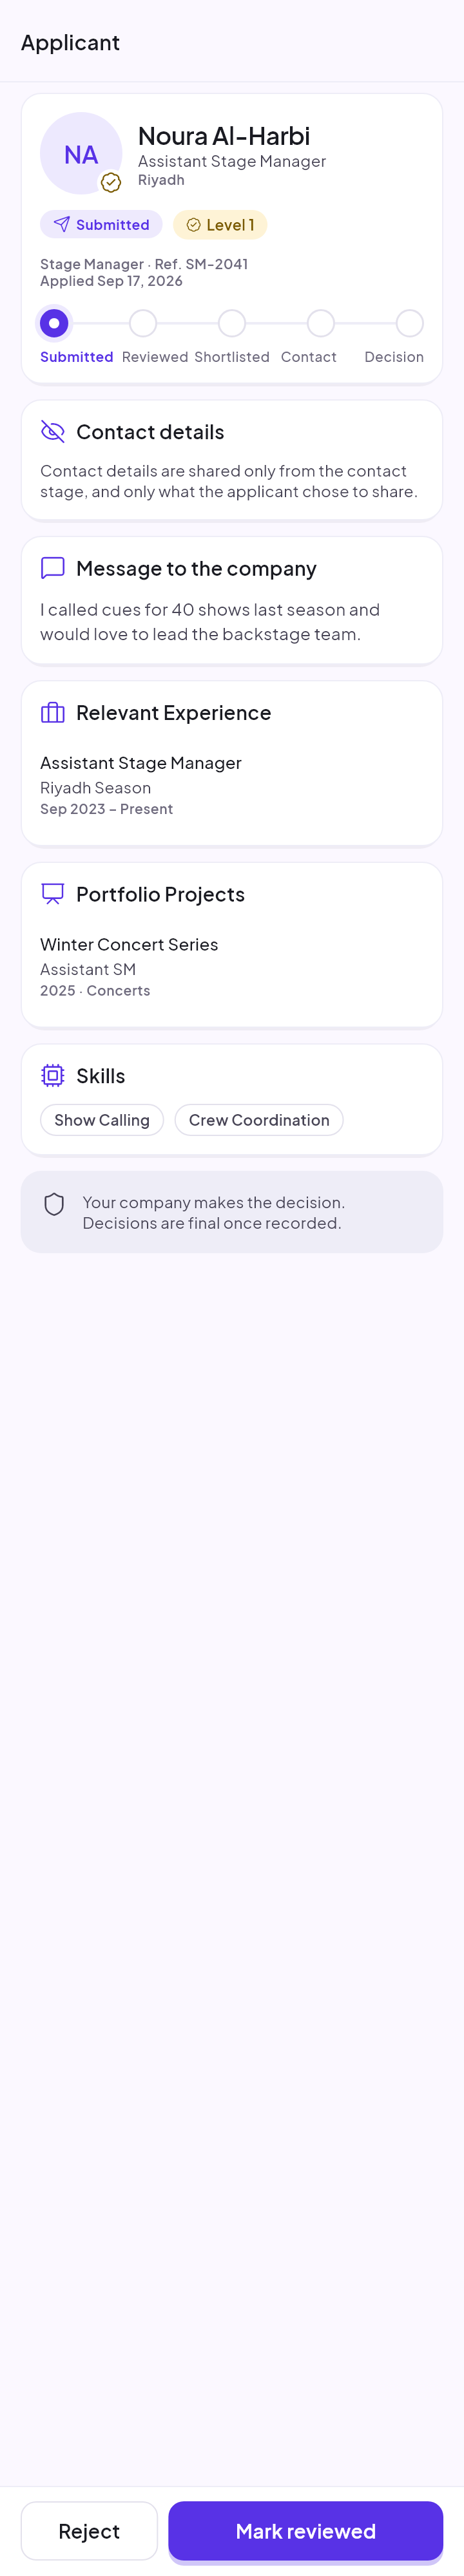 Applicant
NA
Noura Al-Harbi
Assistant Stage Manager
Riyadh
Submitted
Level 1
Stage Manager · Ref. SM-2041
Applied Sep 17, 2026
Submitted Reviewed Shortlisted Contact Decision
Contact details
Contact details are shared only from the contact
stage, and only what the applicant chose to share.
Message to the company
I called cues for 40 shows last season and
would love to lead the backstage team.
Relevant Experience
Assistant Stage Manager
Riyadh Season
Sep 2023 – Present
Portfolio Projects
Winter Concert Series
Assistant SM
2025 · Concerts
Skills
Show Calling
Crew Coordination
Your company makes the decision.
Decisions are final once recorded.
Reject
Mark reviewed